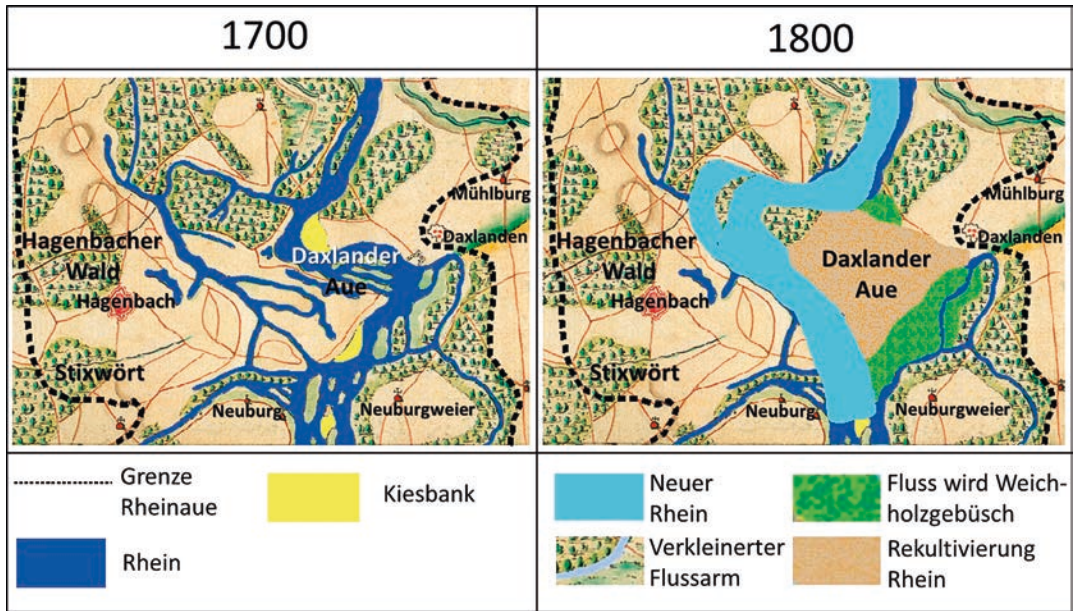 1700
Mühlburg
Hagenbacher
Daxlanden
Wald
Daxlander
Aue
Hagenbach
Stixwört
Neuburg
Neuburgweier
Grenze
Rheinaue
Kiesbank
Rhein
1800
Mühlburg
Hagenbacher
Daxlanden
Wald
Daxlander
Aue
Hagenbach
Stixwört
Neuburg
Neuburgweier
Neuer
Rhein
Fluss wird Weich-
holzgebüsch
Verkleinerter
Flussarm
Rekultivierung
Rhein